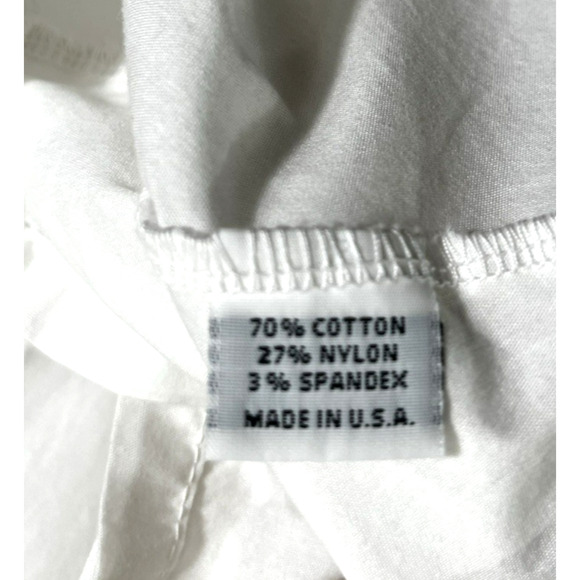 70% COTTON
27% NYLON
3% SPANDEX
MADE IN U.S.A.